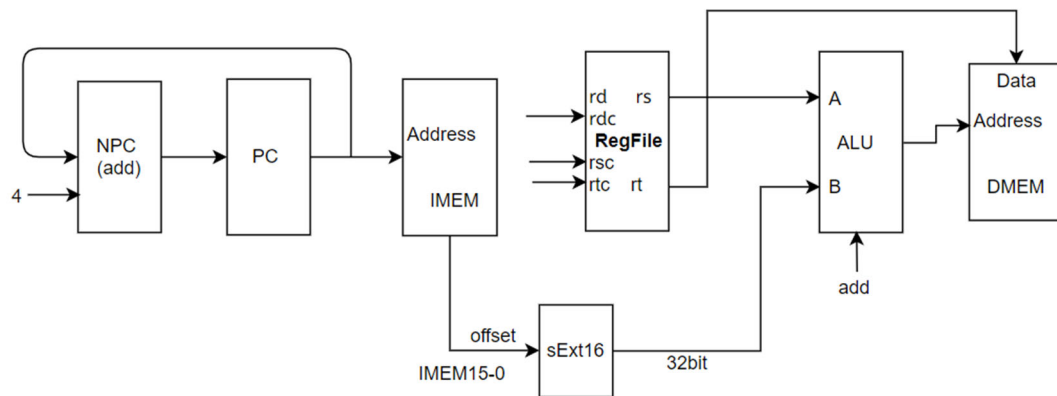 4
NPC
(add)
PC
Address
IMEM
rd rs
rdc
RegFile
rsc
rtc rt
A
ALU
B
add
Data
Address
DMEM
offset
IMEM15-0
sExt16
32bit